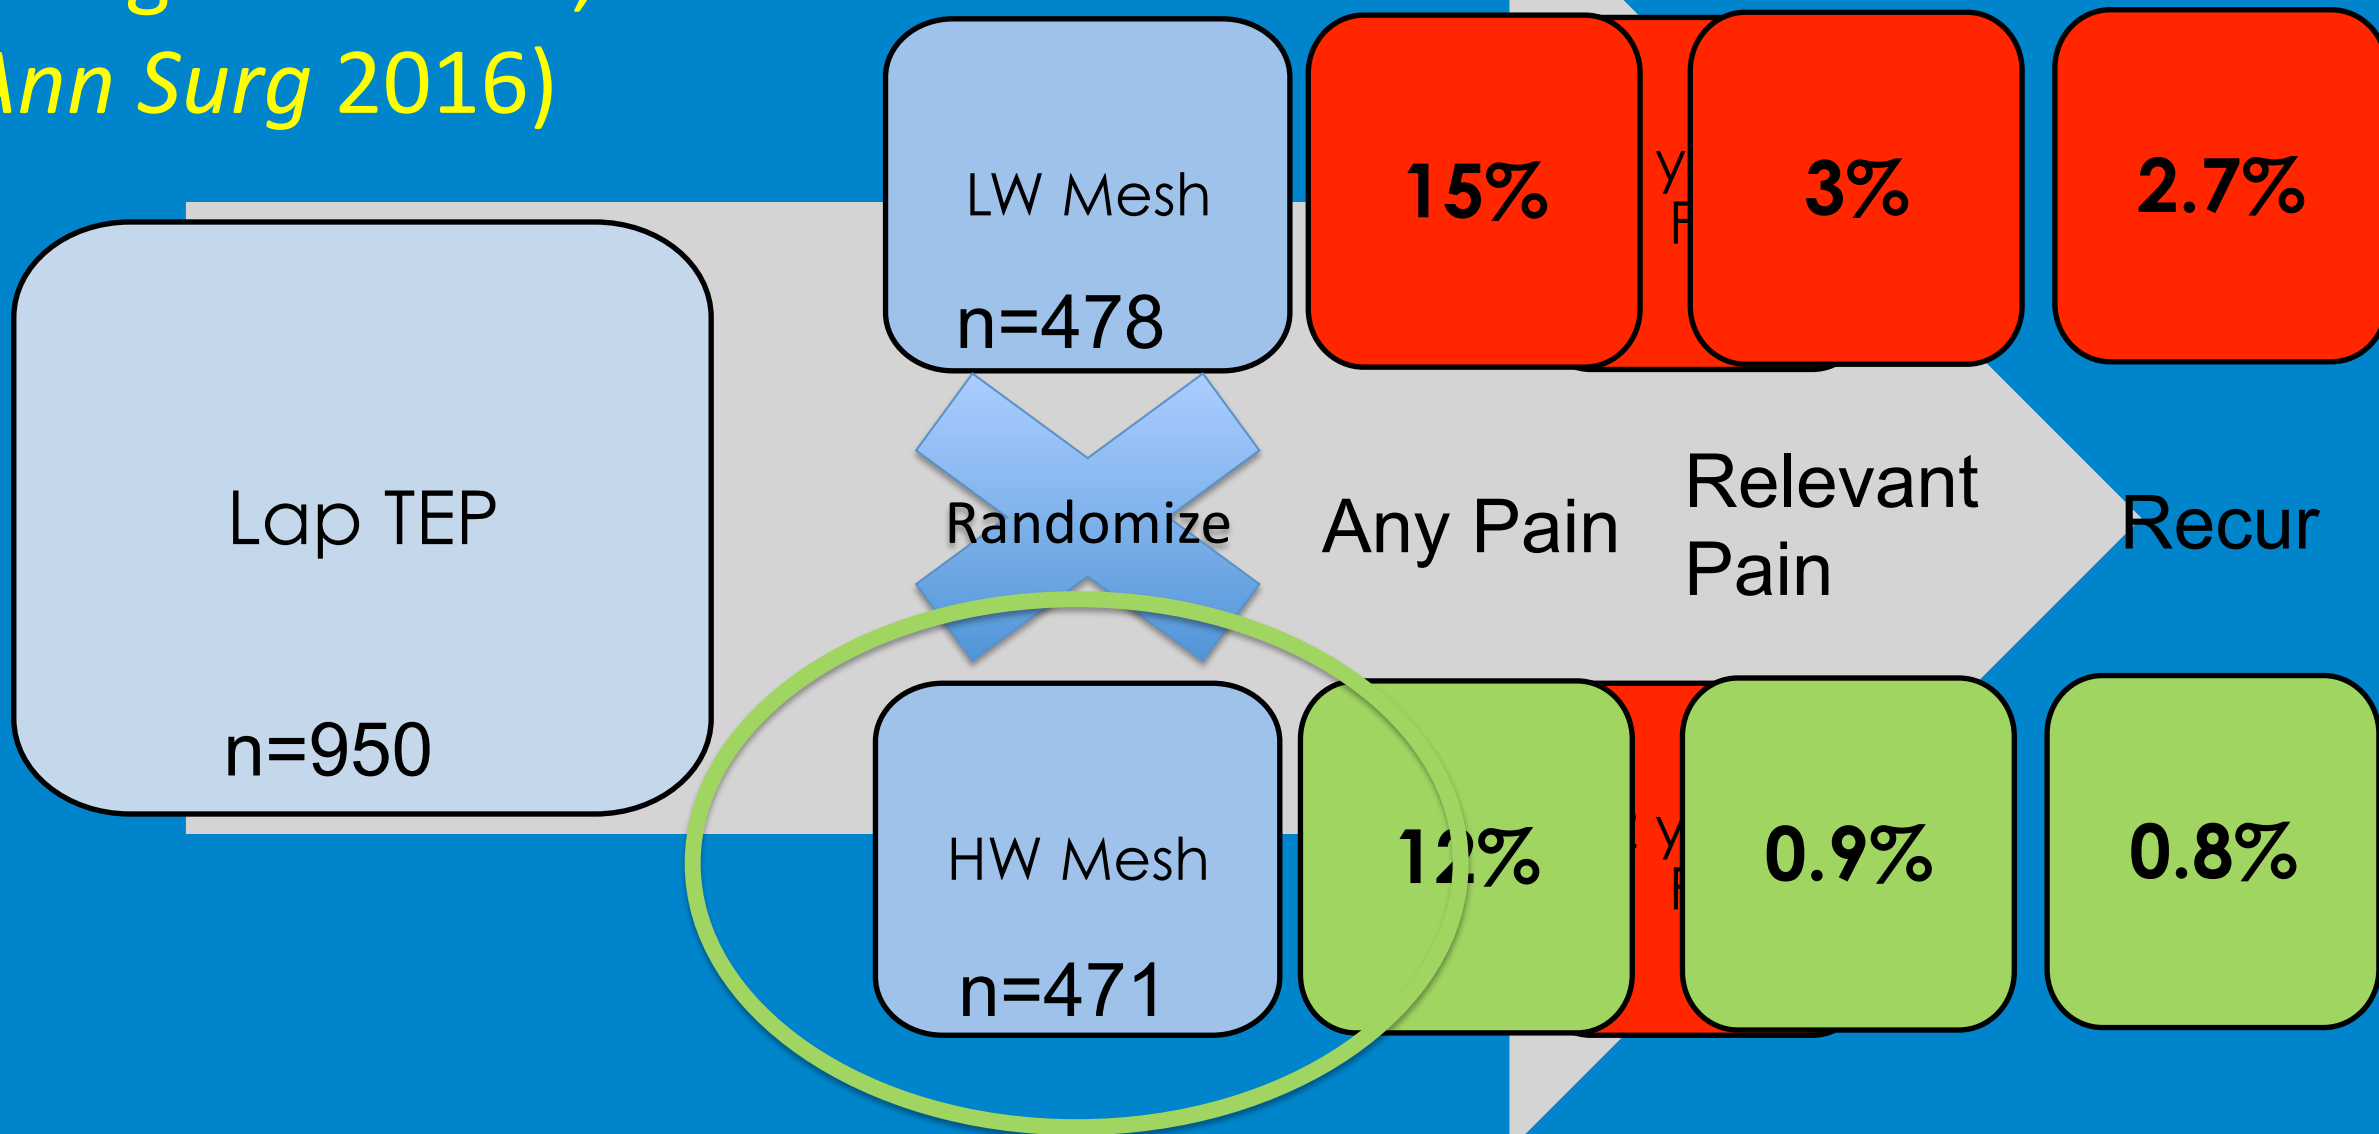 Ann Surg 2016)
LW Mesh
n=478
15%
3%
2.7%
Lap TEP
n=950
Randomize
Any Pain
Relevant
Pain
Recur
HW Mesh
n=471
12%
0.9%
0.8%